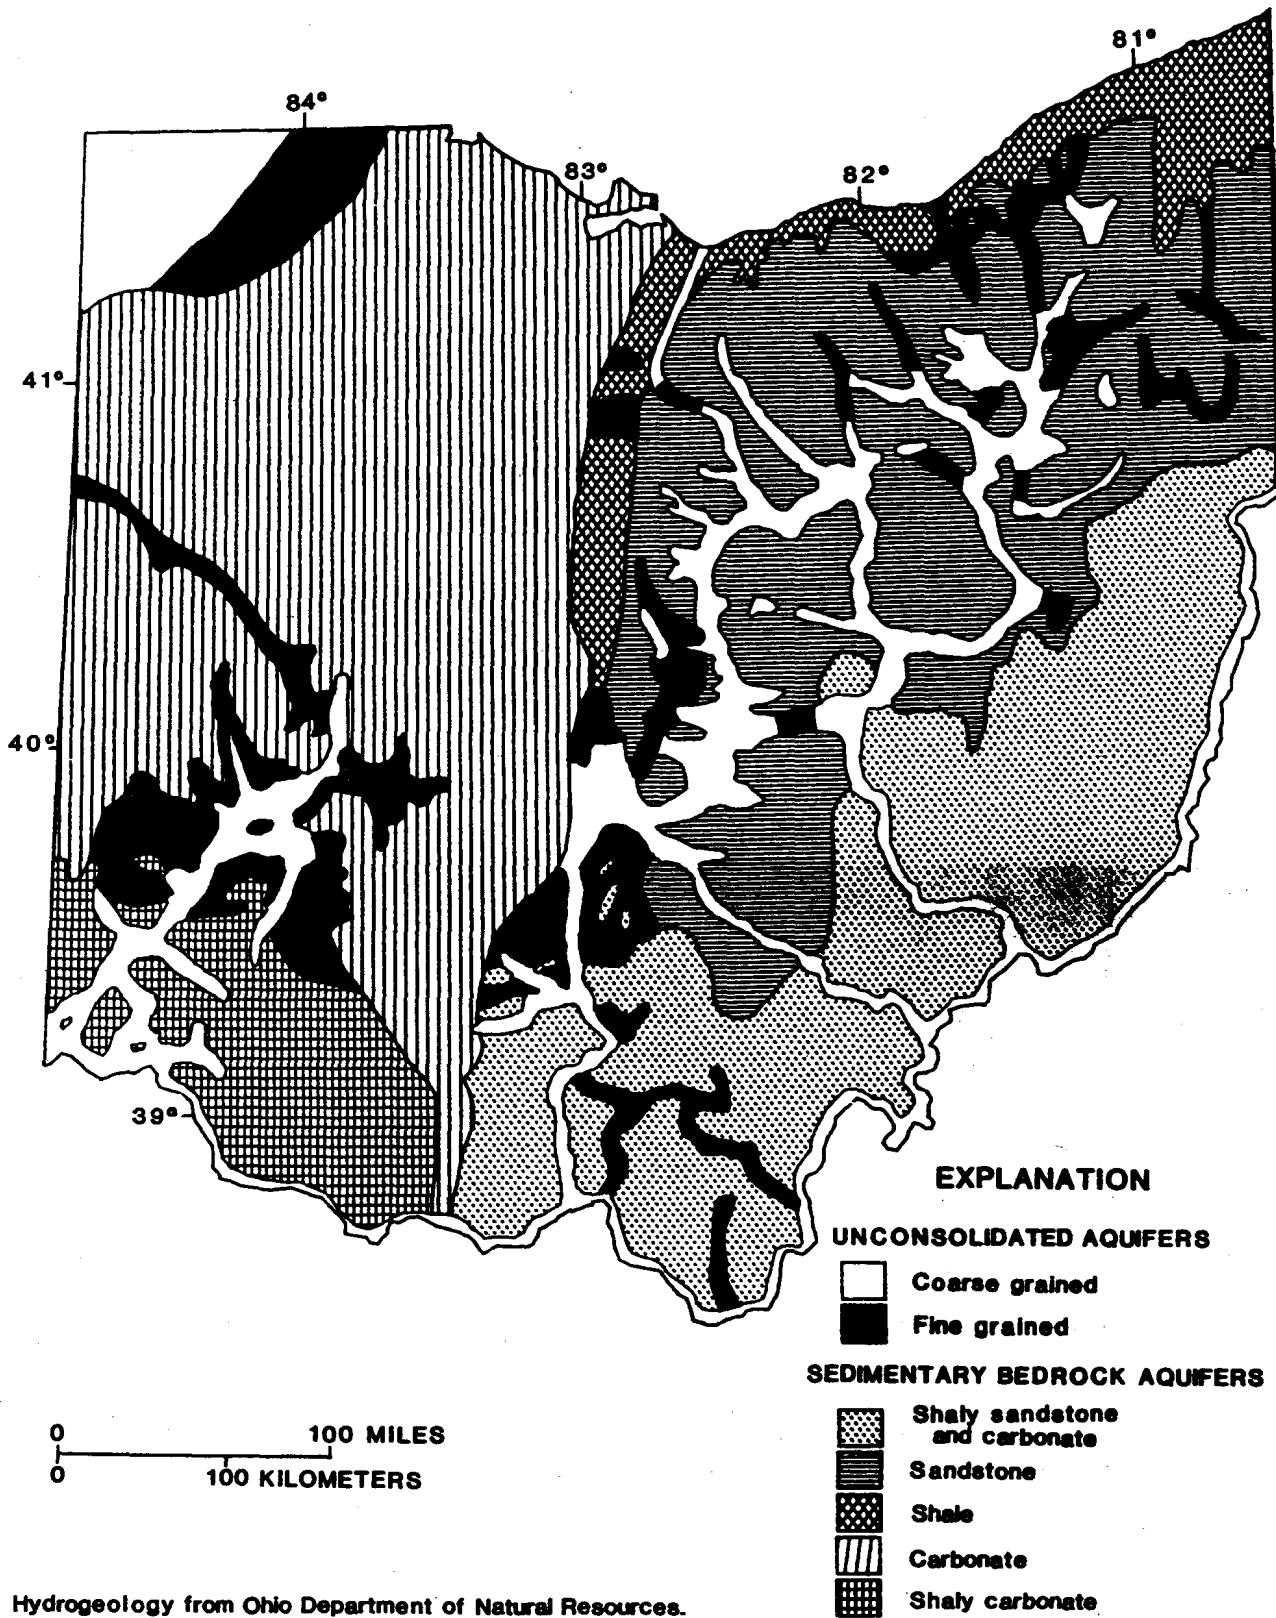 81°
84°
83°
82°
41°
40°
39°
EXPLANATION
UNCONSOLIDATED AQUIFERS
Coarse grained
Fine grained
SEDIMENTARY BEDROCK AQUIFERS
Shaly sandstone
and carbonate
Sandstone
Shale
Carbonate
Shaly carbonate
0 100 MILES
0 100 KILOMETERS
Hydrogeology from Ohio Department of Natural Resources.